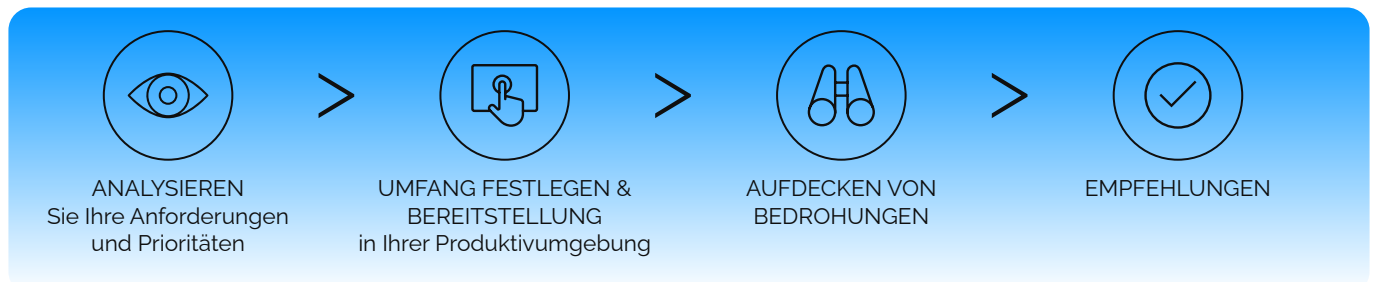 ANALYSIEREN
Sie Ihre Anforderungen
und Prioritäten
UMFANG FESTLEGEN &
BEREITSTELLUNG
in Ihrer Produktivumgebung
AUFDECKEN VON
BEDROHUNGEN
EMPFEHLUNGEN